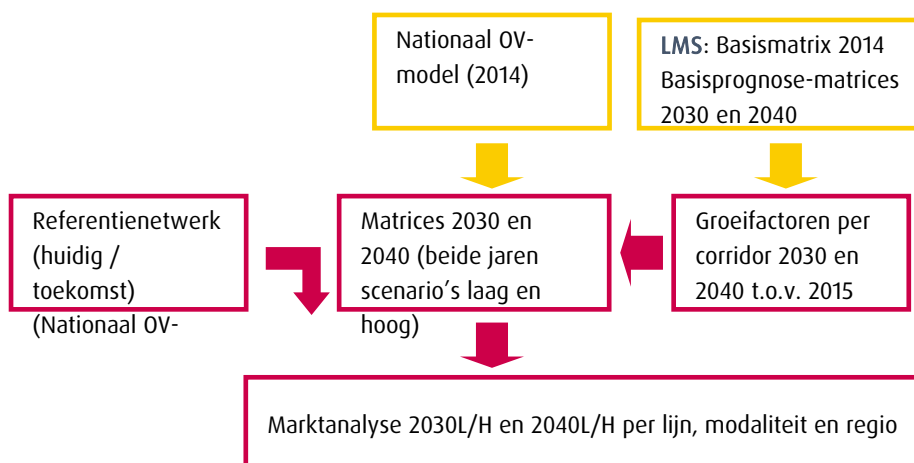 Nationaal OV-
model (2014)
LMS: Basismatrix 2014
Basisprognose-matrices
2030 en 2040
Referentienetwerk
(huidig /
toekomst)
(Nationaal OV-
Matrices 2030 en
2040 (beide jaren
scenario's laag en
hoog)
Groeifactoren per
corridor 2030 en
2040 t.o.v. 2015
Marktanalyse 2030L/H en 2040L/H per lijn, modaliteit en regio